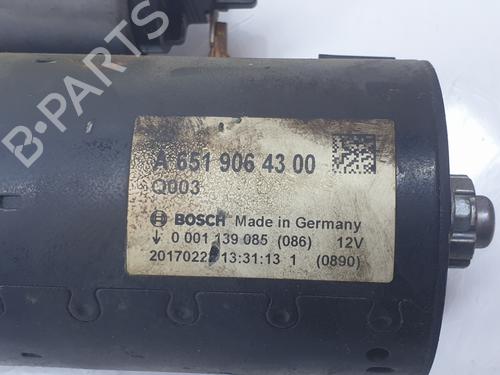 B-PARTS
A 651 906 43 00
Q003
BOSCH Made in Germany
0 001 139 085 (086) 12V
13:31:13 1 (0890)